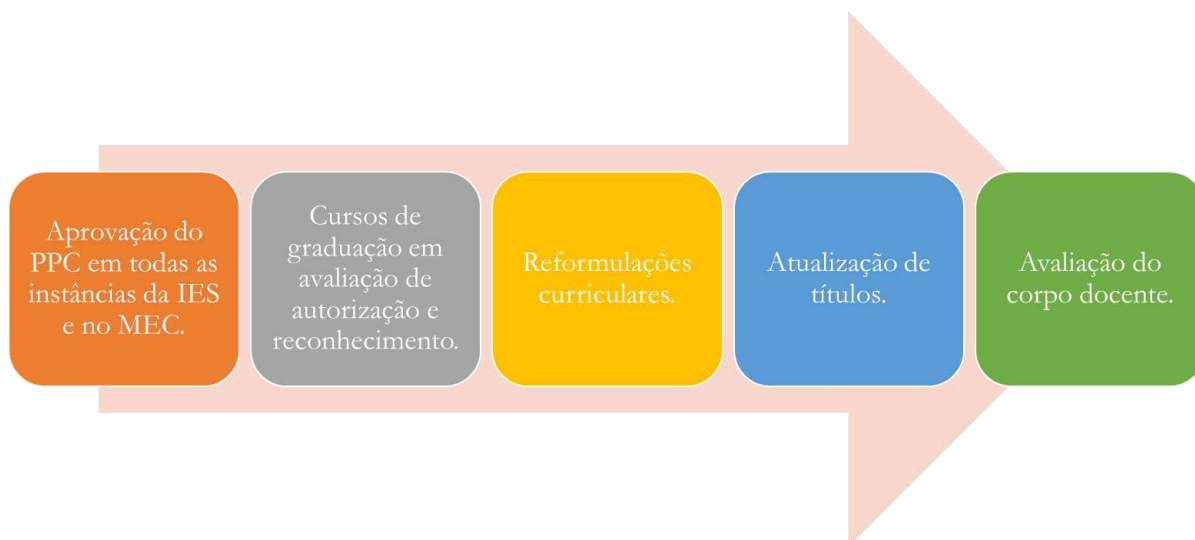 Aprovação do
PPC em todas as
instâncias da IES
e no MEC.
Cursos de
graduação em
avaliação de
autorização e
reconhecimento.
Reformulações
curriculares.
Atualização de
títulos.
Avaliação do
corpo docente.